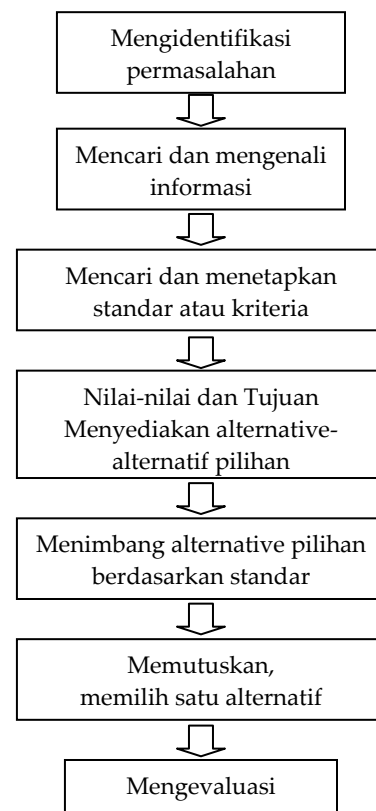 Mengidentifikasi
permasalahan
Mencari dan mengenali
informasi
Mencari dan menetapkan
standar atau kriteria
Nilai-nilai dan Tujuan
Menyediakan alternative-
alternatif pilihan
Menimbang alternative pilihan
berdasarkan standar
Memutuskan,
memilih satu alternatif
Mengevaluasi